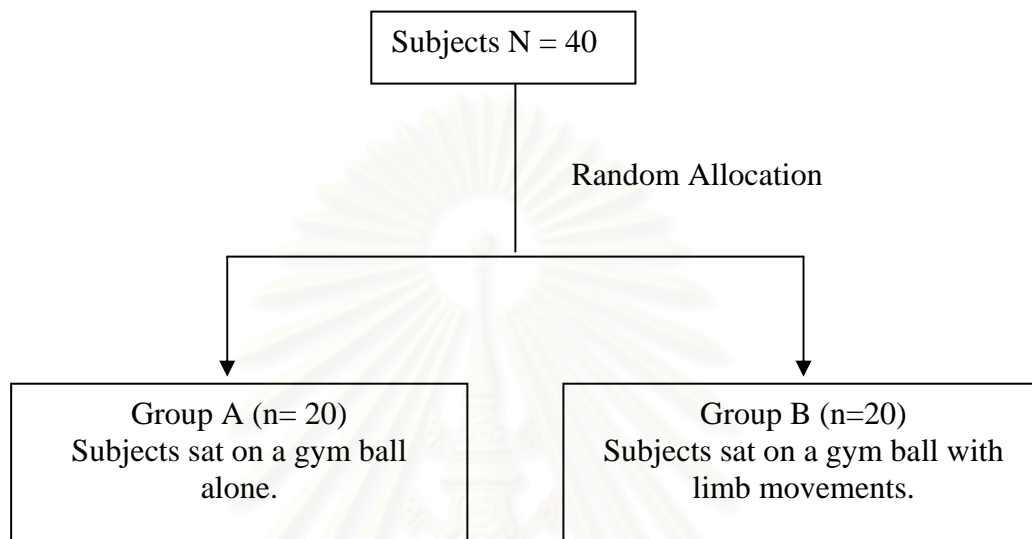 Subjects N = 40
Random Allocation
Group A (n= 20)
Subjects sat on a gym ball
alone.
Group B (n=20)
Subjects sat on a gym ball with
limb movements.